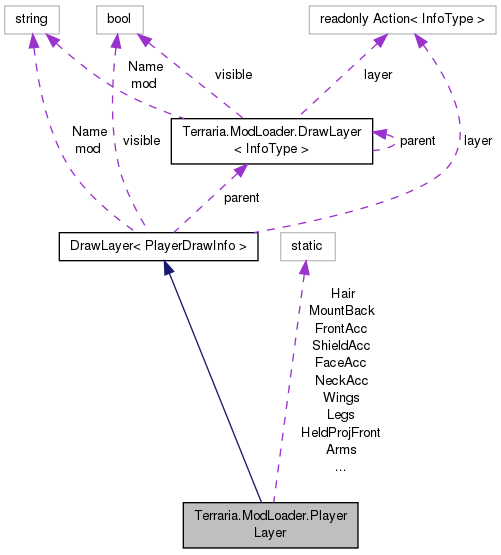 string
bool
readonly Action< InfoType >
Name
mod
visible
layer
Terraria.ModLoader.DrawLayer
< InfoType >
Name
mod
visible
parent
layer
parent
DrawLayer< PlayerDrawInfo >
static
Hair
MountBack
FrontAcc
ShieldAcc
FaceAcc
NeckAcc
Wings
Legs
HeldProjFront
Arms
...
Terraria.ModLoader.Player
Layer